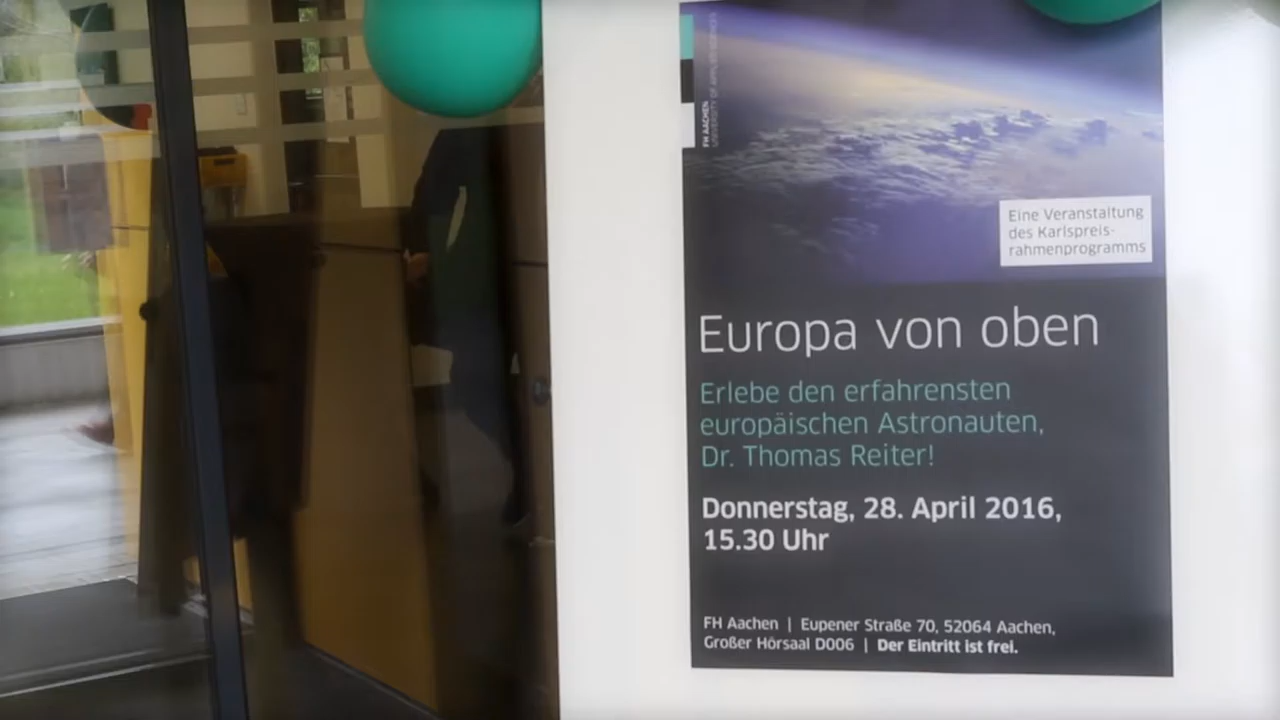 FH AACHEN
UNIVERSITY OF APPLIED SCIENCES
Eine Veranstaltung
des Karlspreis-
rahmenprogramms
Europa von oben
Erlebe den erfahrensten
europäischen Astronauten,
Dr. Thomas Reiter!
Donnerstag, 28. April 2016,
15.30 Uhr
FH Aachen | Eupener Straße 70, 52064 Aachen,
Großer Hörsaal D006 | Der Eintritt ist frei.